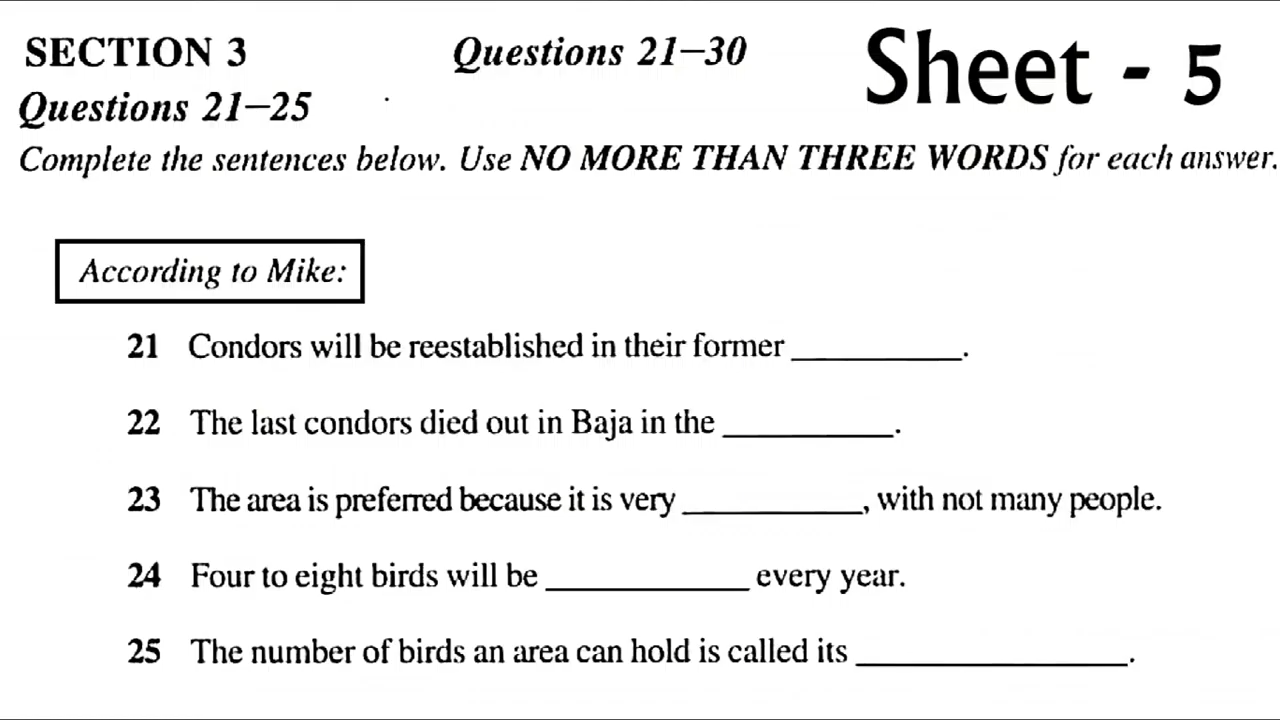 SECTION 3 Questions 21–30 Sheet - 5
Questions 21–25
Complete the sentences below. Use NO MORE THAN THREE WORDS for each answer.
According to Mike:
21 Condors will be reestablished in their former __________.
22 The last condors died out in Baja in the __________.
23 The area is preferred because it is very __________, with not many people.
24 Four to eight birds will be ____________ every year.
25 The number of birds an area can hold is called its ________________.